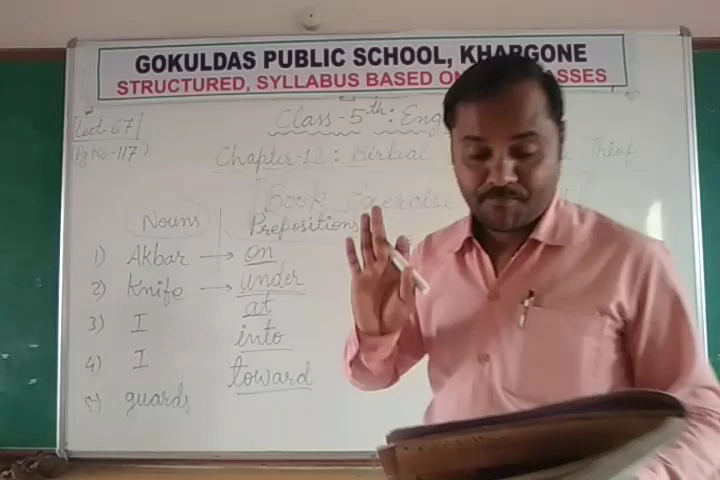 GOKULDAS PUBLIC SCHOOL, KHARGONE
STRUCTURED, SYLLABUS BASED ON ASSES
Lect-67
Pg No-117
Class-5th: Eng
Chapter-12: Birbal Thief
Book Exercise
Nouns Prepositions
1) Akbar → on
2) Knife → under
3) I at
4) I into
5) guards toward